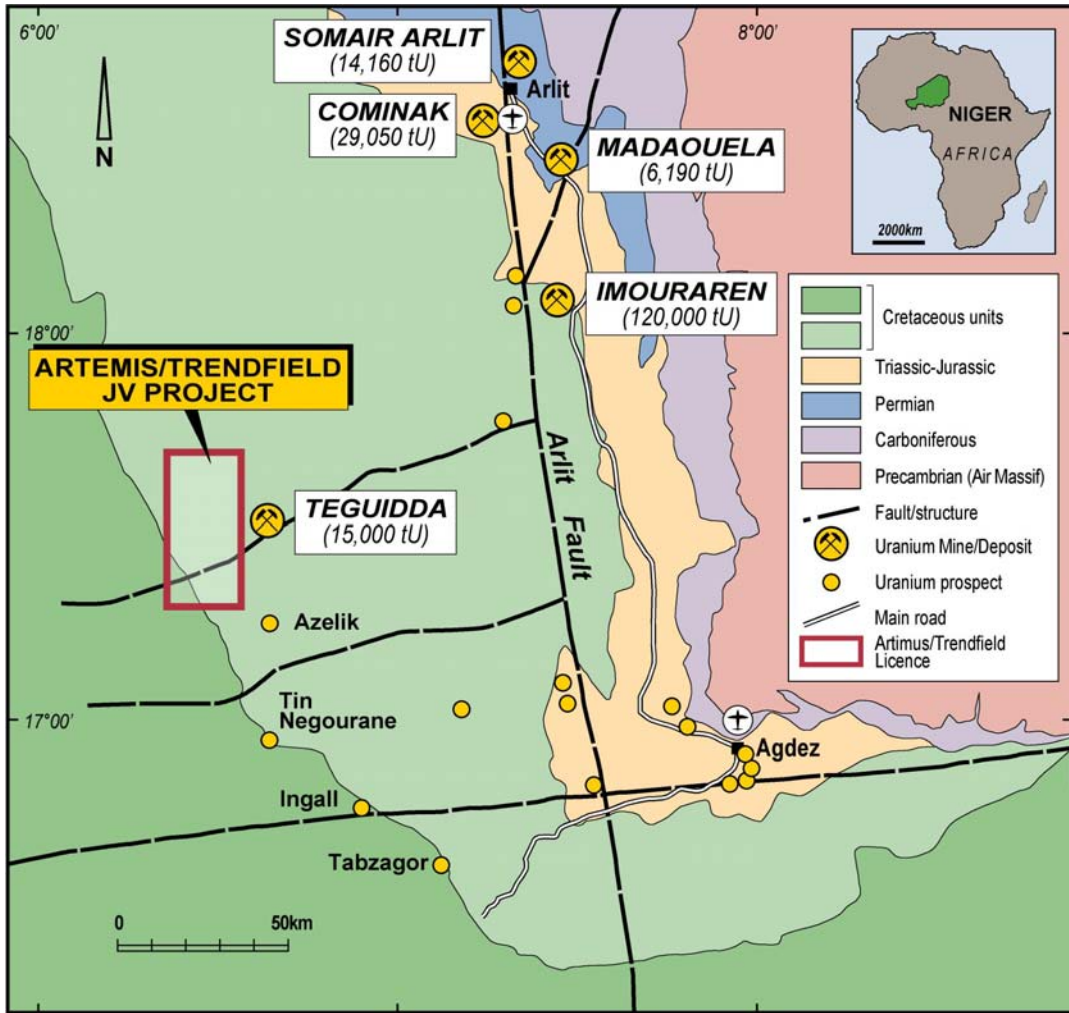 6°00'
8°00'
SOMAIR ARLIT
(14,160 tU)
Arlit
COMINAK
(29,050 tU)
N
MADAOUELA
(6,190 tU)
NIGER
AFRICA
2000km
IMOURAREN
(120,000 tU)
18°00'
ARTEMIS/TRENDFIELD
JV PROJECT
Arlit Fault
TEGUIDDA
(15,000 tU)
Azelik
Tin
Negourane
17°00'
Agdez
Ingall
Tabzagor
0 50km
Cretaceous units
Triassic-Jurassic
Permian
Carboniferous
Precambrian (Air Massif)
Fault/structure
Uranium Mine/Deposit
Uranium prospect
Main road
Artimus/Trendfield
Licence